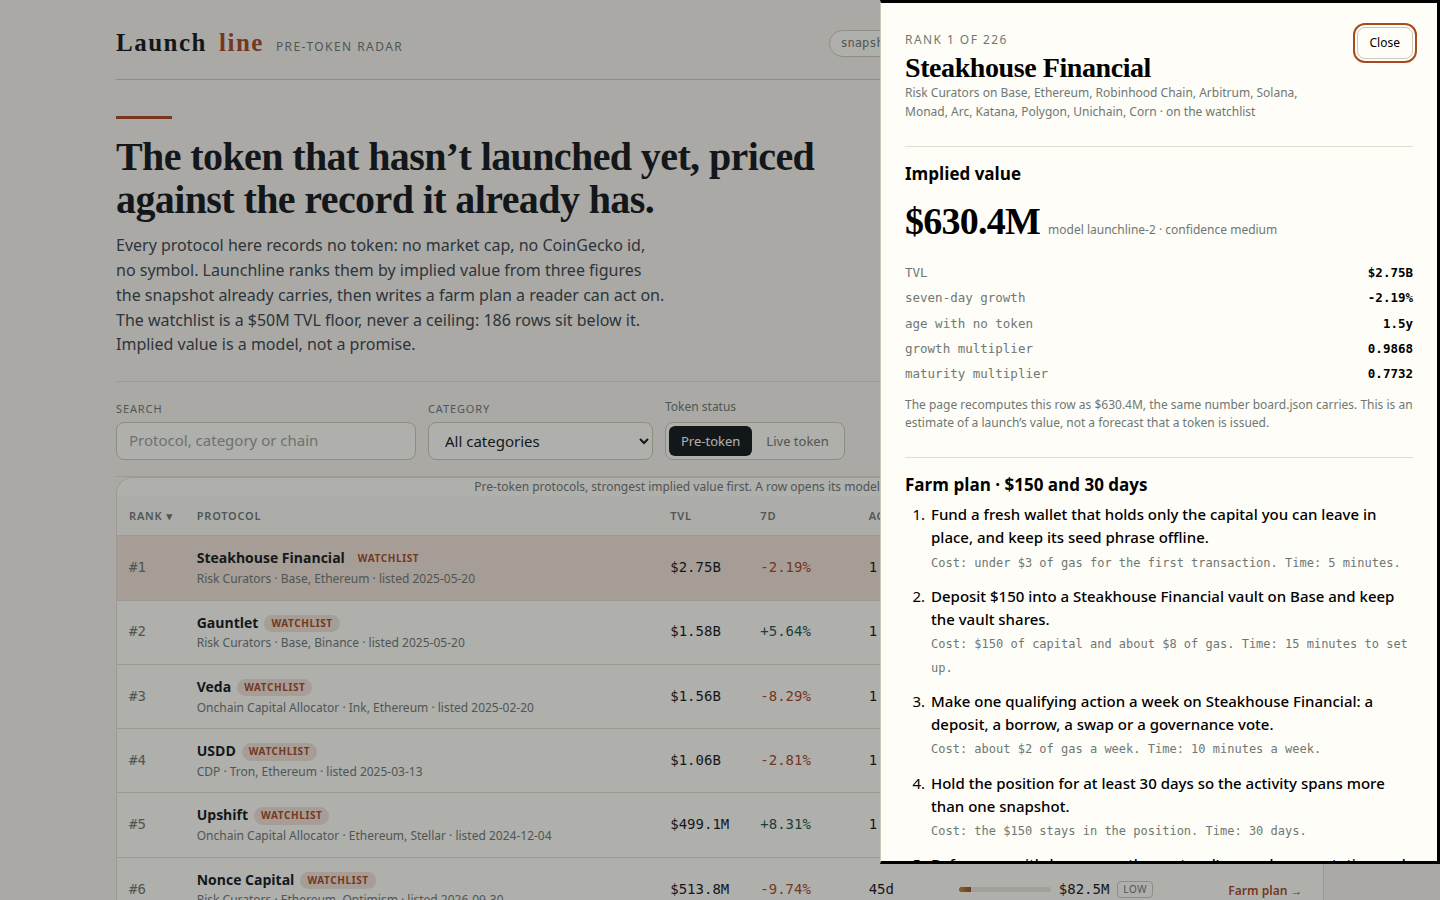 Launch line PRE-TOKEN RADAR
snaps
The token that hasn’t launched yet, priced
against the record it already has.
Every protocol here records no token: no market cap, no CoinGecko id,
no symbol. Launchline ranks them by implied value from three figures
the snapshot already carries, then writes a farm plan a reader can act on.
The watchlist is a $50M TVL floor, never a ceiling: 186 rows sit below it.
Implied value is a model, not a promise.
SEARCH
Protocol, category or chain
CATEGORY
All categories
Token status
Pre-token Live token
Pre-token protocols, strongest implied value first. A row opens its model
RANK ▼ PROTOCOL TVL 7D
#1 Steakhouse Financial WATCHLIST $2.75B -2.19% 1
Risk Curators · Base, Ethereum · listed 2025-05-20
#2 Gauntlet WATCHLIST $1.58B +5.64% 1
Risk Curators · Base, Binance · listed 2025-05-20
#3 Veda WATCHLIST $1.56B -8.29% 1
Onchain Capital Allocator · Ink, Ethereum · listed 2025-02-20
#4 USDD WATCHLIST $1.06B -2.81% 1
CDP · Tron, Ethereum · listed 2025-03-13
#5 Upshift WATCHLIST $499.1M +8.31% 1
Onchain Capital Allocator · Ethereum, Stellar · listed 2024-12-04
#6 Nonce Capital WATCHLIST $513.8M -9.74% 45d $82.5M LOW Farm plan →
Risk Curators · Ethereum, Optimism · listed 2026-09-30
RANK 1 OF 226
Close
Steakhouse Financial
Risk Curators on Base, Ethereum, Robinhood Chain, Arbitrum, Solana,
Monad, Arc, Katana, Polygon, Unichain, Corn · on the watchlist
Implied value
$630.4M model launchline-2 · confidence medium
TVL $2.75B
seven-day growth -2.19%
age with no token 1.5y
growth multiplier 0.9868
maturity multiplier 0.7732
The page recomputes this row as $630.4M, the same number board.json carries. This is an
estimate of a launch’s value, not a forecast that a token is issued.
Farm plan · $150 and 30 days
1. Fund a fresh wallet that holds only the capital you can leave in
place, and keep its seed phrase offline.
Cost: under $3 of gas for the first transaction. Time: 5 minutes.
2. Deposit $150 into a Steakhouse Financial vault on Base and keep
the vault shares.
Cost: $150 of capital and about $8 of gas. Time: 15 minutes to set
up.
3. Make one qualifying action a week on Steakhouse Financial: a
deposit, a borrow, a swap or a governance vote.
Cost: about $2 of gas a week. Time: 10 minutes a week.
4. Hold the position for at least 30 days so the activity spans more
than one snapshot.
Cost: the $150 stays in the position. Time: 30 days.